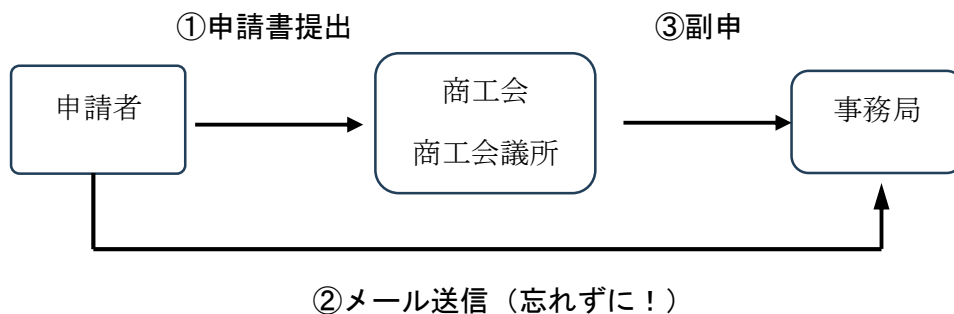 ①申請書提出
③副申
申請者
商工会
商工会議所
事務局
②メール送信（忘れずに！）